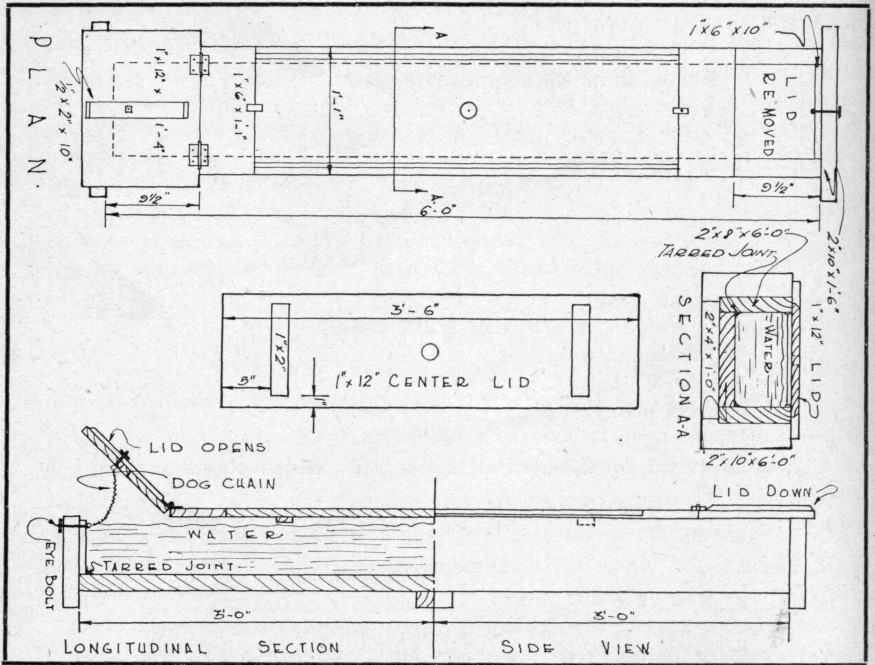 PLAN
1½"x2"x10"
1"x12"x 1'-4"
1"x6"x1'-1"
1'-1"
A
A
1"x6"x10"
LID
REMOVED
9½"
9½"
6'-0"
2"x10"x1'-6"
2"x8"x6'-0"
TARRED JOINT
SECTION A-A
2"x4"x1'-0"
WATER
1"x12" LID
2"x10"x6'-0"
3'-6"
1"x2"
5"
1"
1"x12" CENTER LID
LID OPENS
DOG CHAIN
LID DOWN
WATER
EYE BOLT
TARRED JOINT
3'-0"
3'-0"
LONGITUDINAL SECTION
SIDE VIEW